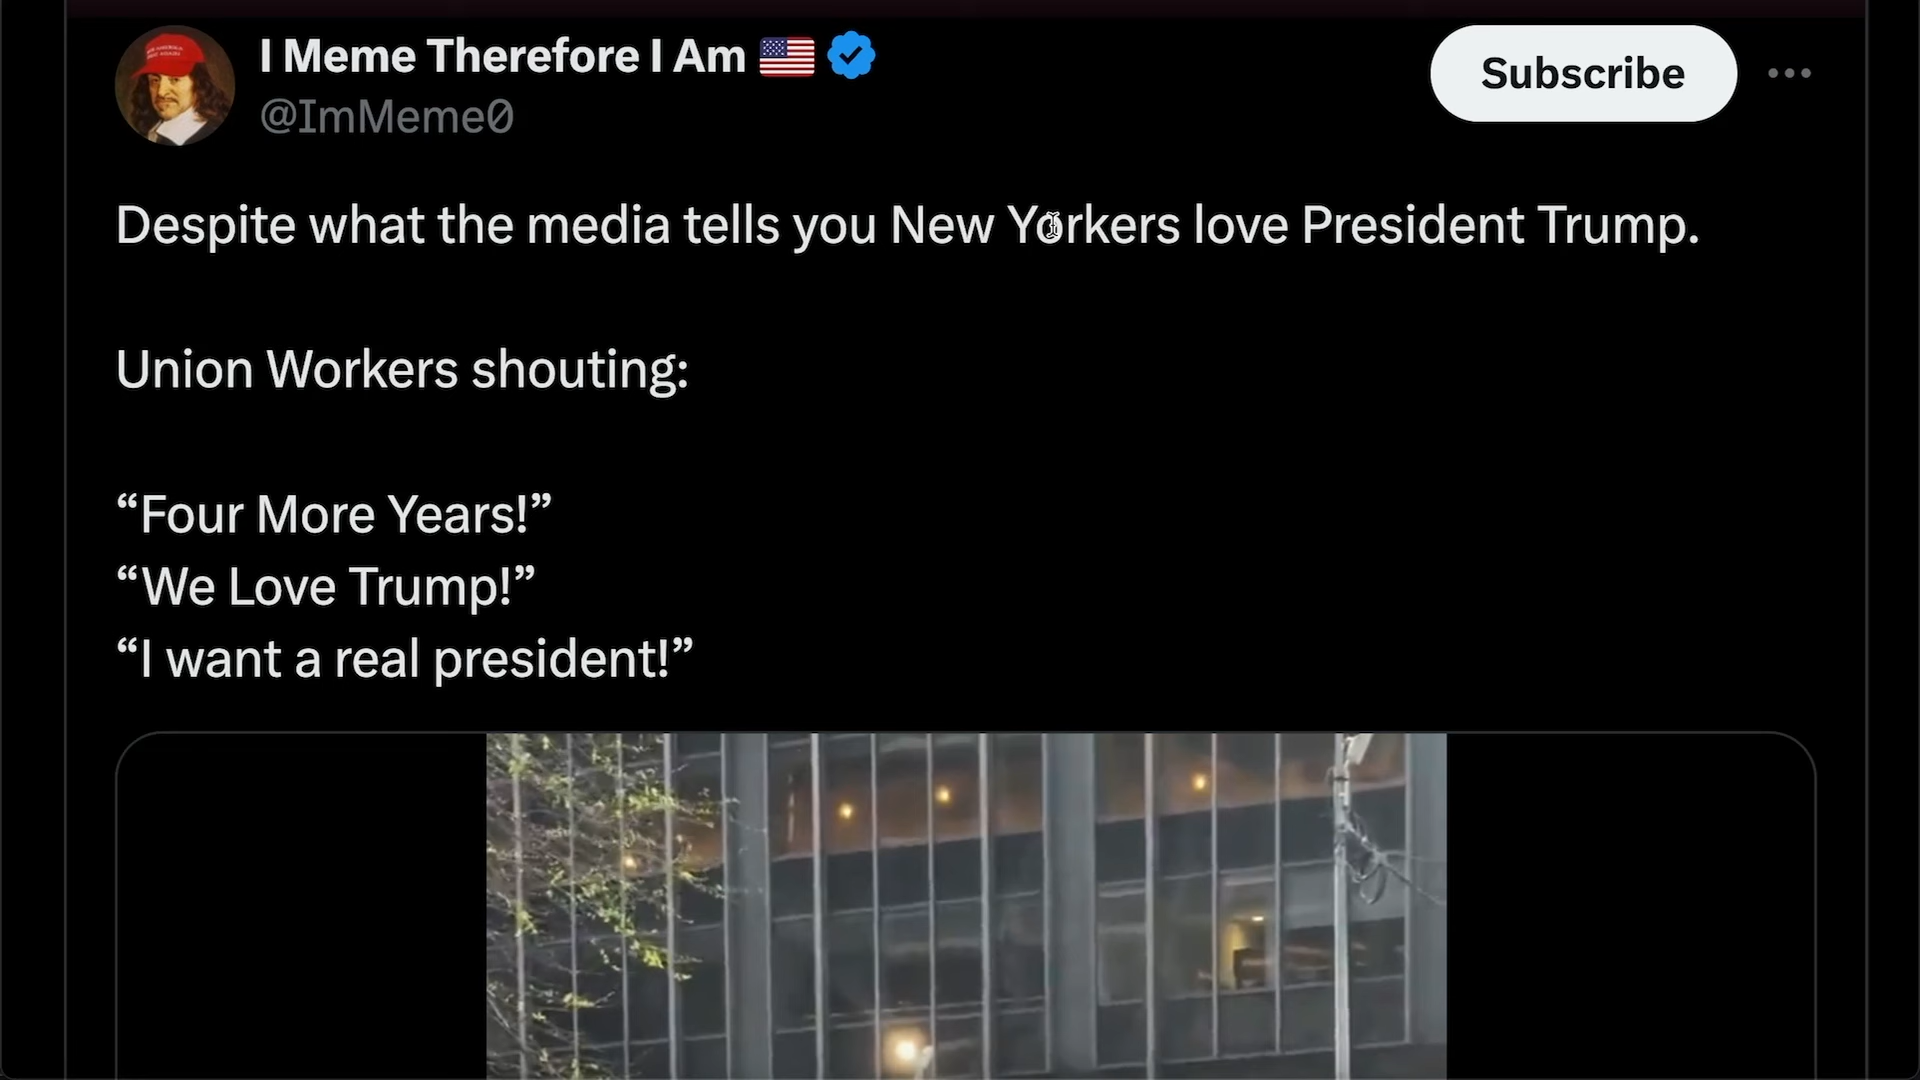 I Meme Therefore I Am
@ImMeme0
Subscribe
Despite what the media tells you New Yorkers love President Trump.
Union Workers shouting:
“Four More Years!”
“We Love Trump!”
“I want a real president!”